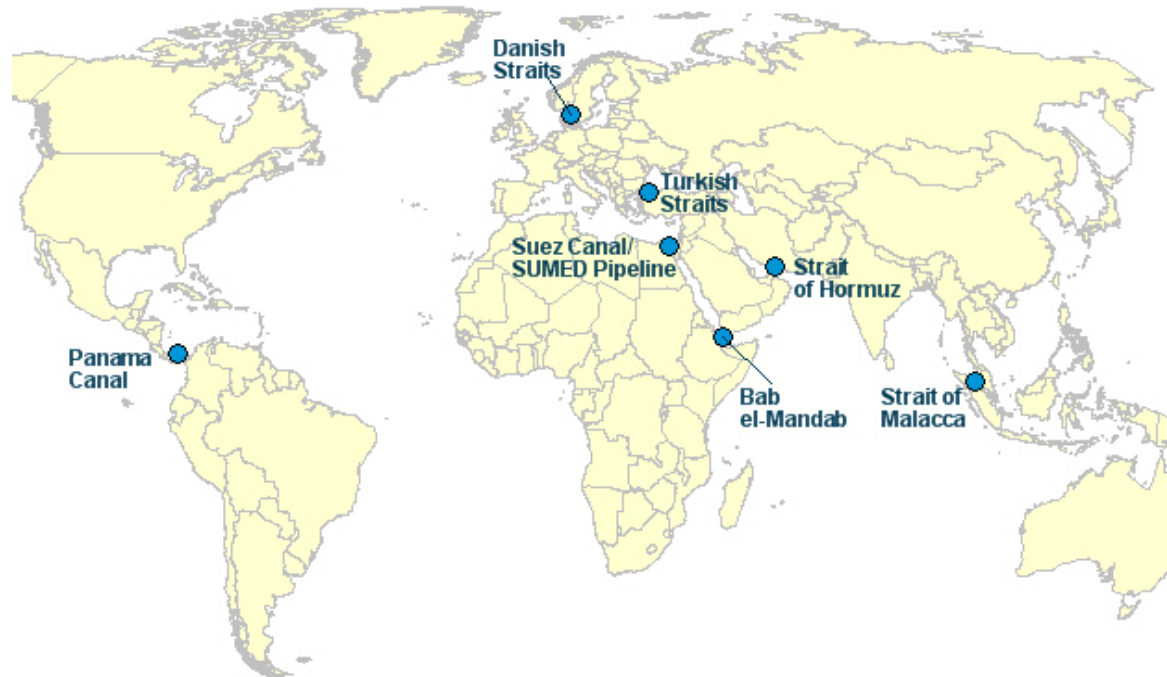 Danish
Straits
Turkish
Straits
Suez Canal/
SUMED Pipeline
Strait
of Hormuz
Panama
Canal
Bab
el-Mandab
Strait of
Malacca